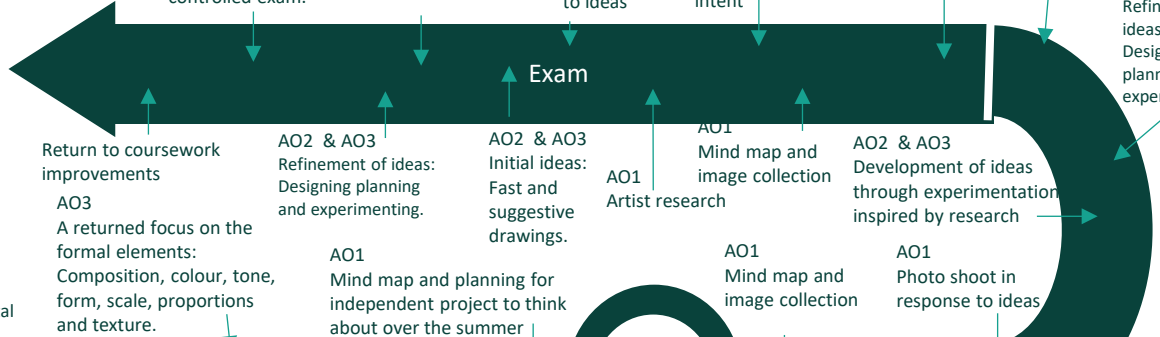 controlled exam.
to ideas
intent
Refin
ideas
Desig
plann
exper
Exam
Return to coursework
improvements
AO2 & AO3
Refinement of ideas:
Designing planning
and experimenting.
AO2 & AO3
Initial ideas:
Fast and
suggestive
drawings.
AO1
Artist research
AO1
Mind map and
image collection
AO2 & AO3
Development of ideas
through experimentation
inspired by research
AO3
A returned focus on the
formal elements:
Composition, colour, tone,
form, scale, proportions
and texture.
AO1
Mind map and planning for
independent project to think
about over the summer
AO1
Mind map and
image collection
AO1
Photo shoot in
response to ideas
al